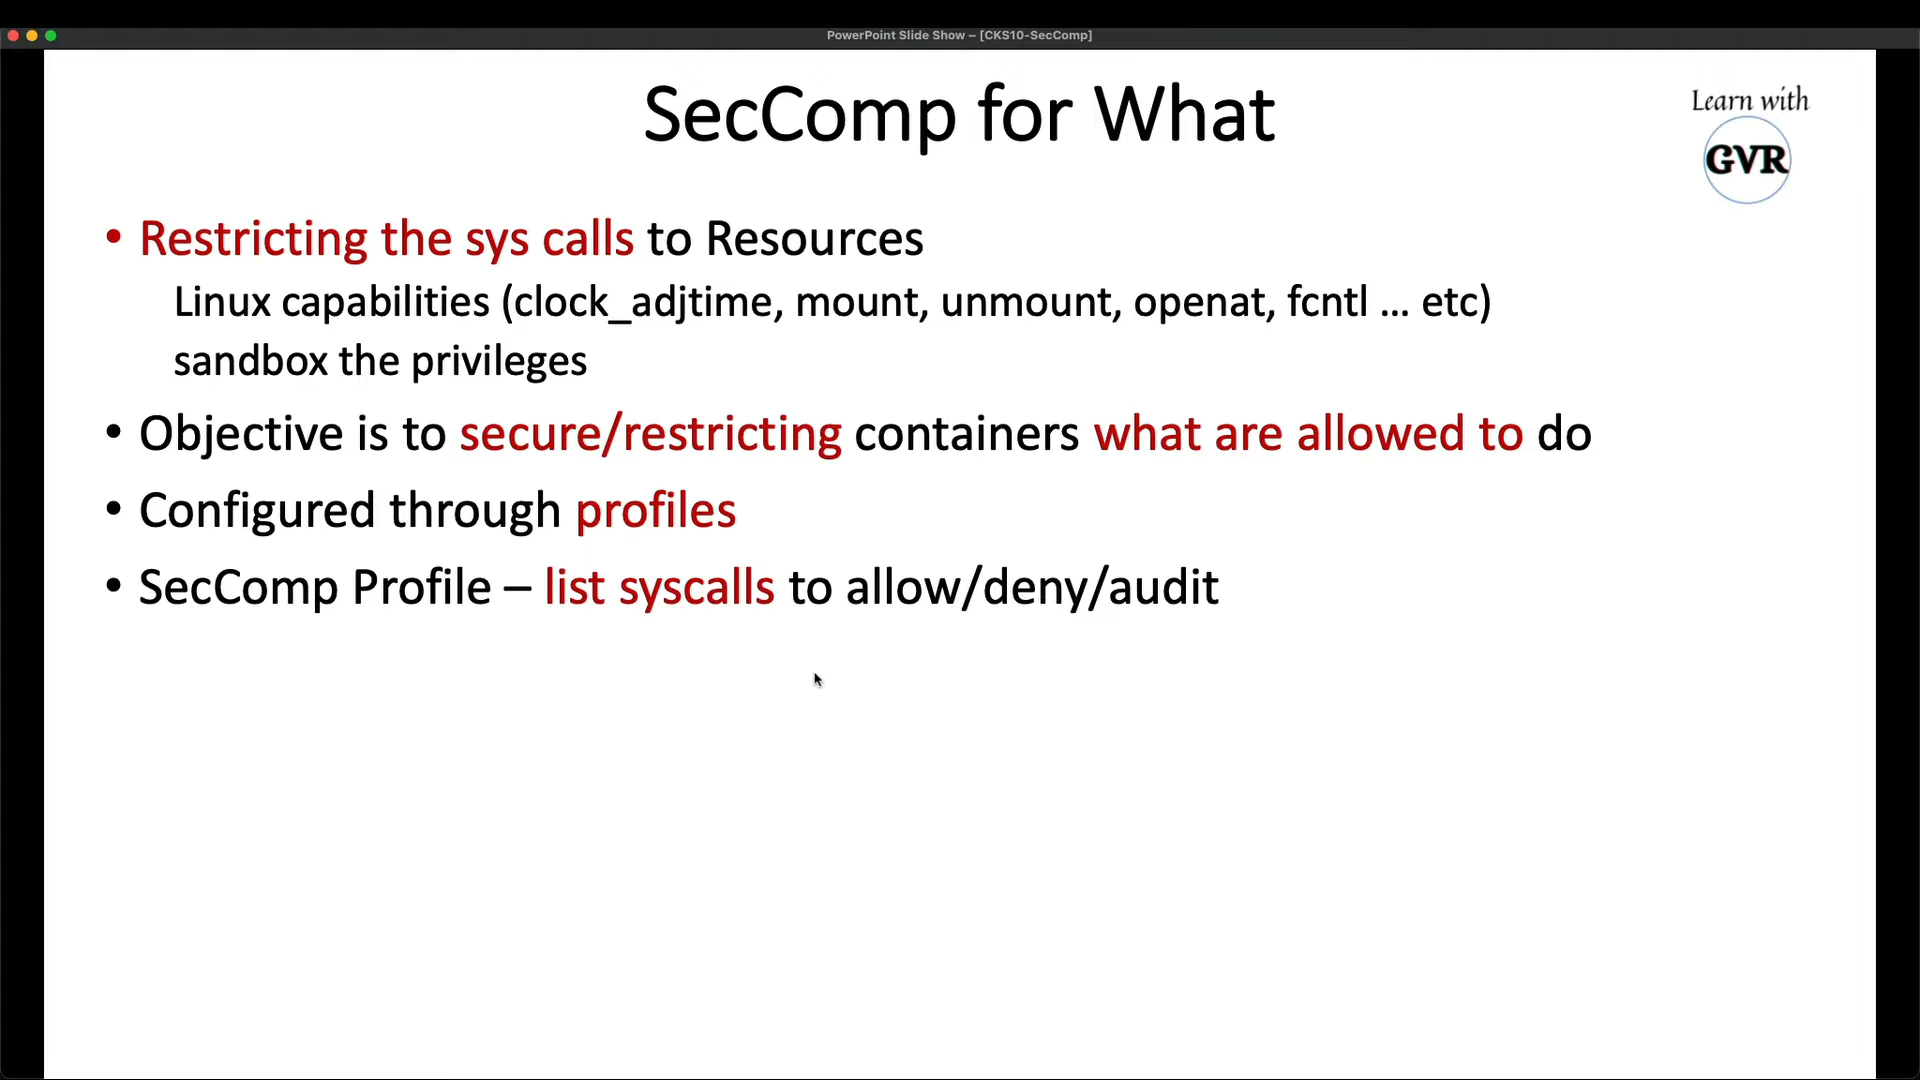 PowerPoint Slide Show – [CKS10-SecComp]
SecComp for What
Learn with
GVR
• Restricting the sys calls to Resources
Linux capabilities (clock_adjtime, mount, unmount, openat, fcntl ... etc)
sandbox the privileges
• Objective is to secure/restricting containers what are allowed to do
• Configured through profiles
• SecComp Profile – list syscalls to allow/deny/audit